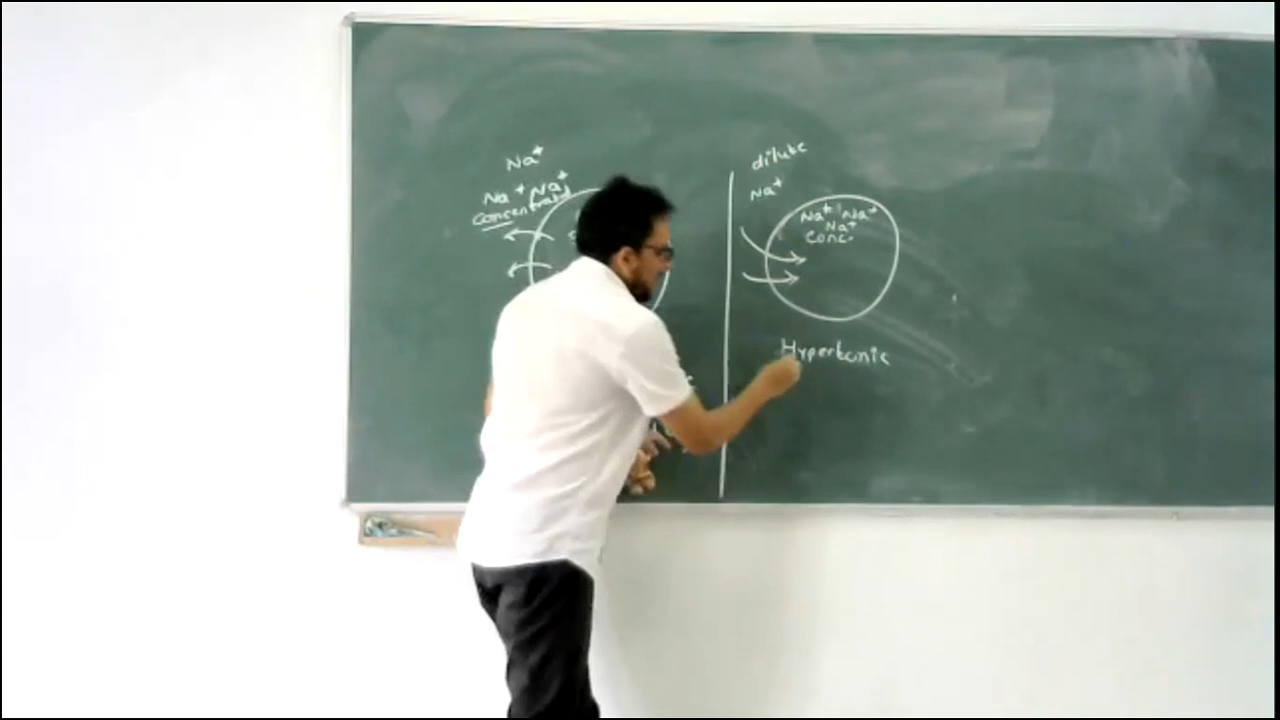 Na⁺
Na⁺ Na⁺
Concentrated
dilute
Na⁺
Na⁺ Na⁺
Na⁺
Conc.
Hypertonic